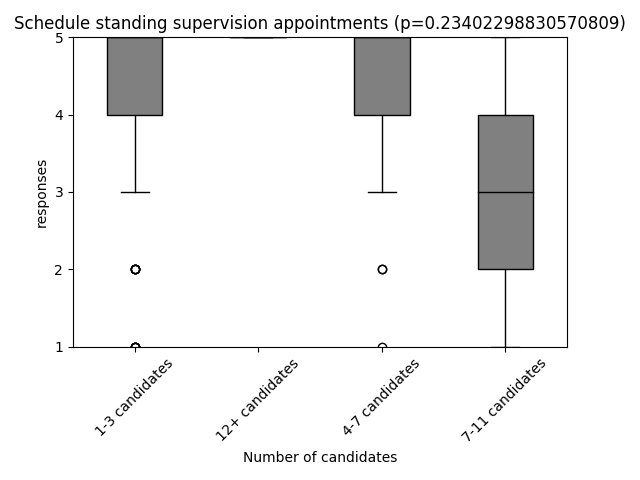 Schedule standing supervision appointments (p=0.23402298830570809)
5
4
3
2
1
responses
1-3 candidates
12+ candidates
4-7 candidates
7-11 candidates
Number of candidates